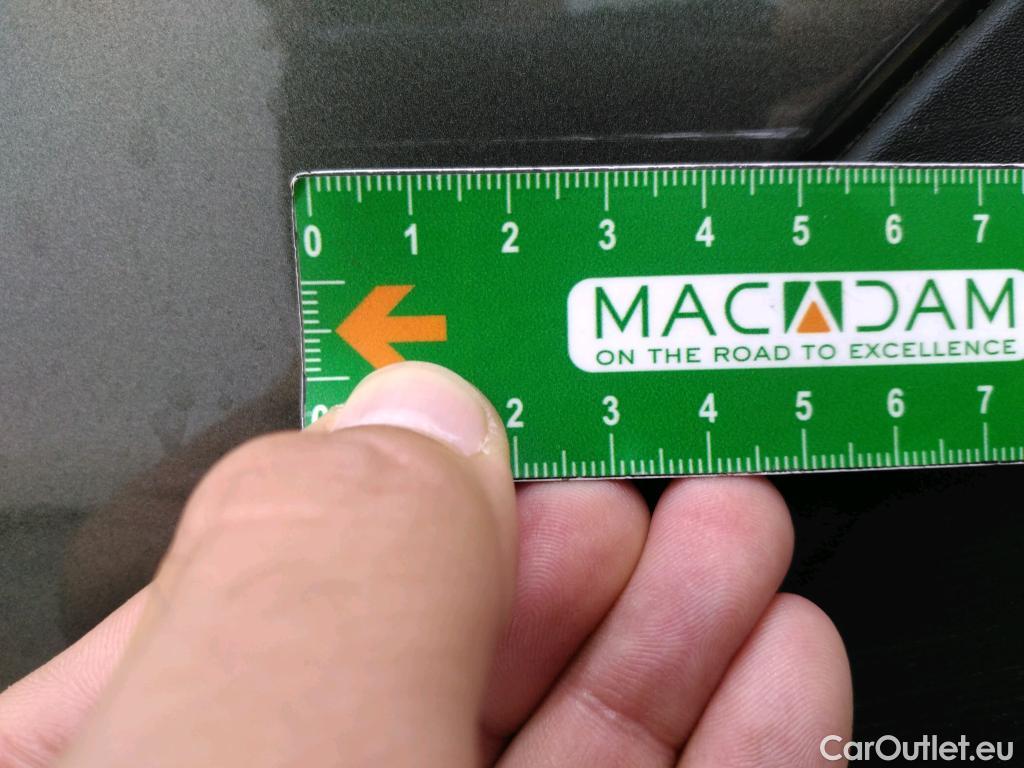 0 1 2 3 4 5 6 7
MACADAM
ON THE ROAD TO EXCELLENCE
2 3 4 5 6 7
CarOutlet.eu